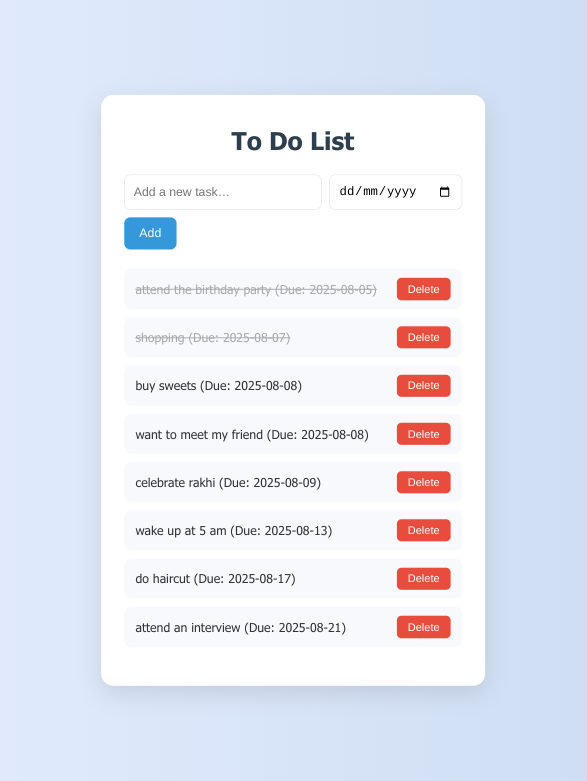 To Do List
Add a new task...
dd/mm/yyyy
Add
attend the birthday party (Due: 2025-08-05) Delete
shopping (Due: 2025-08-07) Delete
buy sweets (Due: 2025-08-08) Delete
want to meet my friend (Due: 2025-08-08) Delete
celebrate rakhi (Due: 2025-08-09) Delete
wake up at 5 am (Due: 2025-08-13) Delete
do haircut (Due: 2025-08-17) Delete
attend an interview (Due: 2025-08-21) Delete